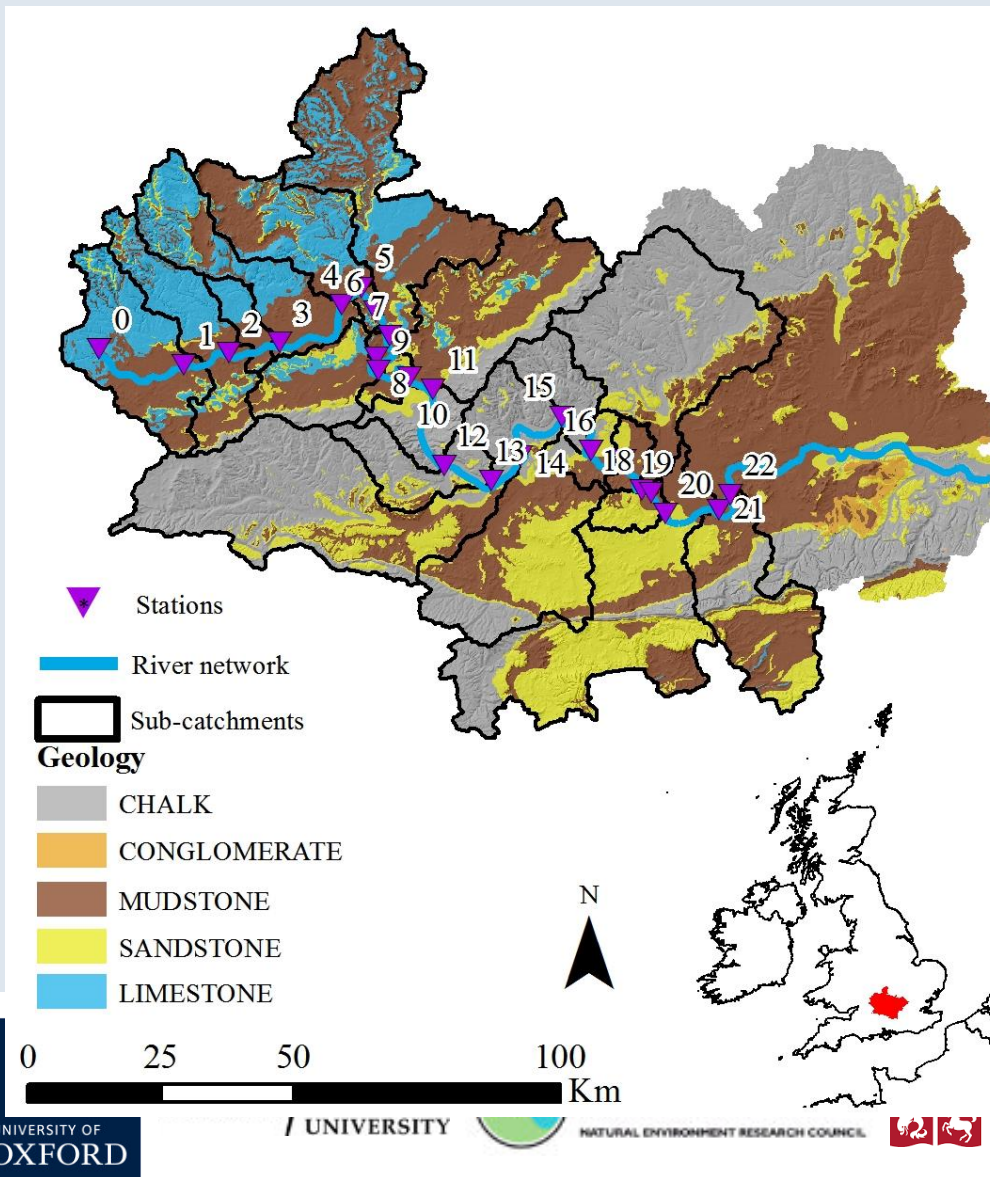 0
1
2
3
4
5
6
7
9
8
11
10
12
13
14
15
16
18
19
20
22
21
Stations
River network
Sub-catchments
Geology
CHALK
CONGLOMERATE
MUDSTONE
SANDSTONE
LIMESTONE
N
0 25 50 100
Km
UNIVERSITY
NATURAL ENVIRONMENT RESEARCH COUNCIL
UNIVERSITY OF
OXFORD